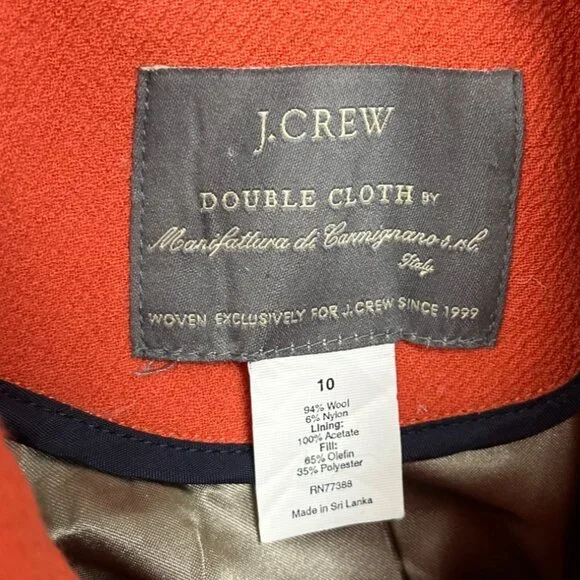 J.CREW
DOUBLE CLOTH BY
Manifattura di Carmignano s.r.l.
Italy
WOVEN EXCLUSIVELY FOR J.CREW SINCE 1999
10
94% Wool
6% Nylon
Lining:
100% Acetate
Fill:
65% Olefin
35% Polyester
RN77388
Made in Sri Lanka